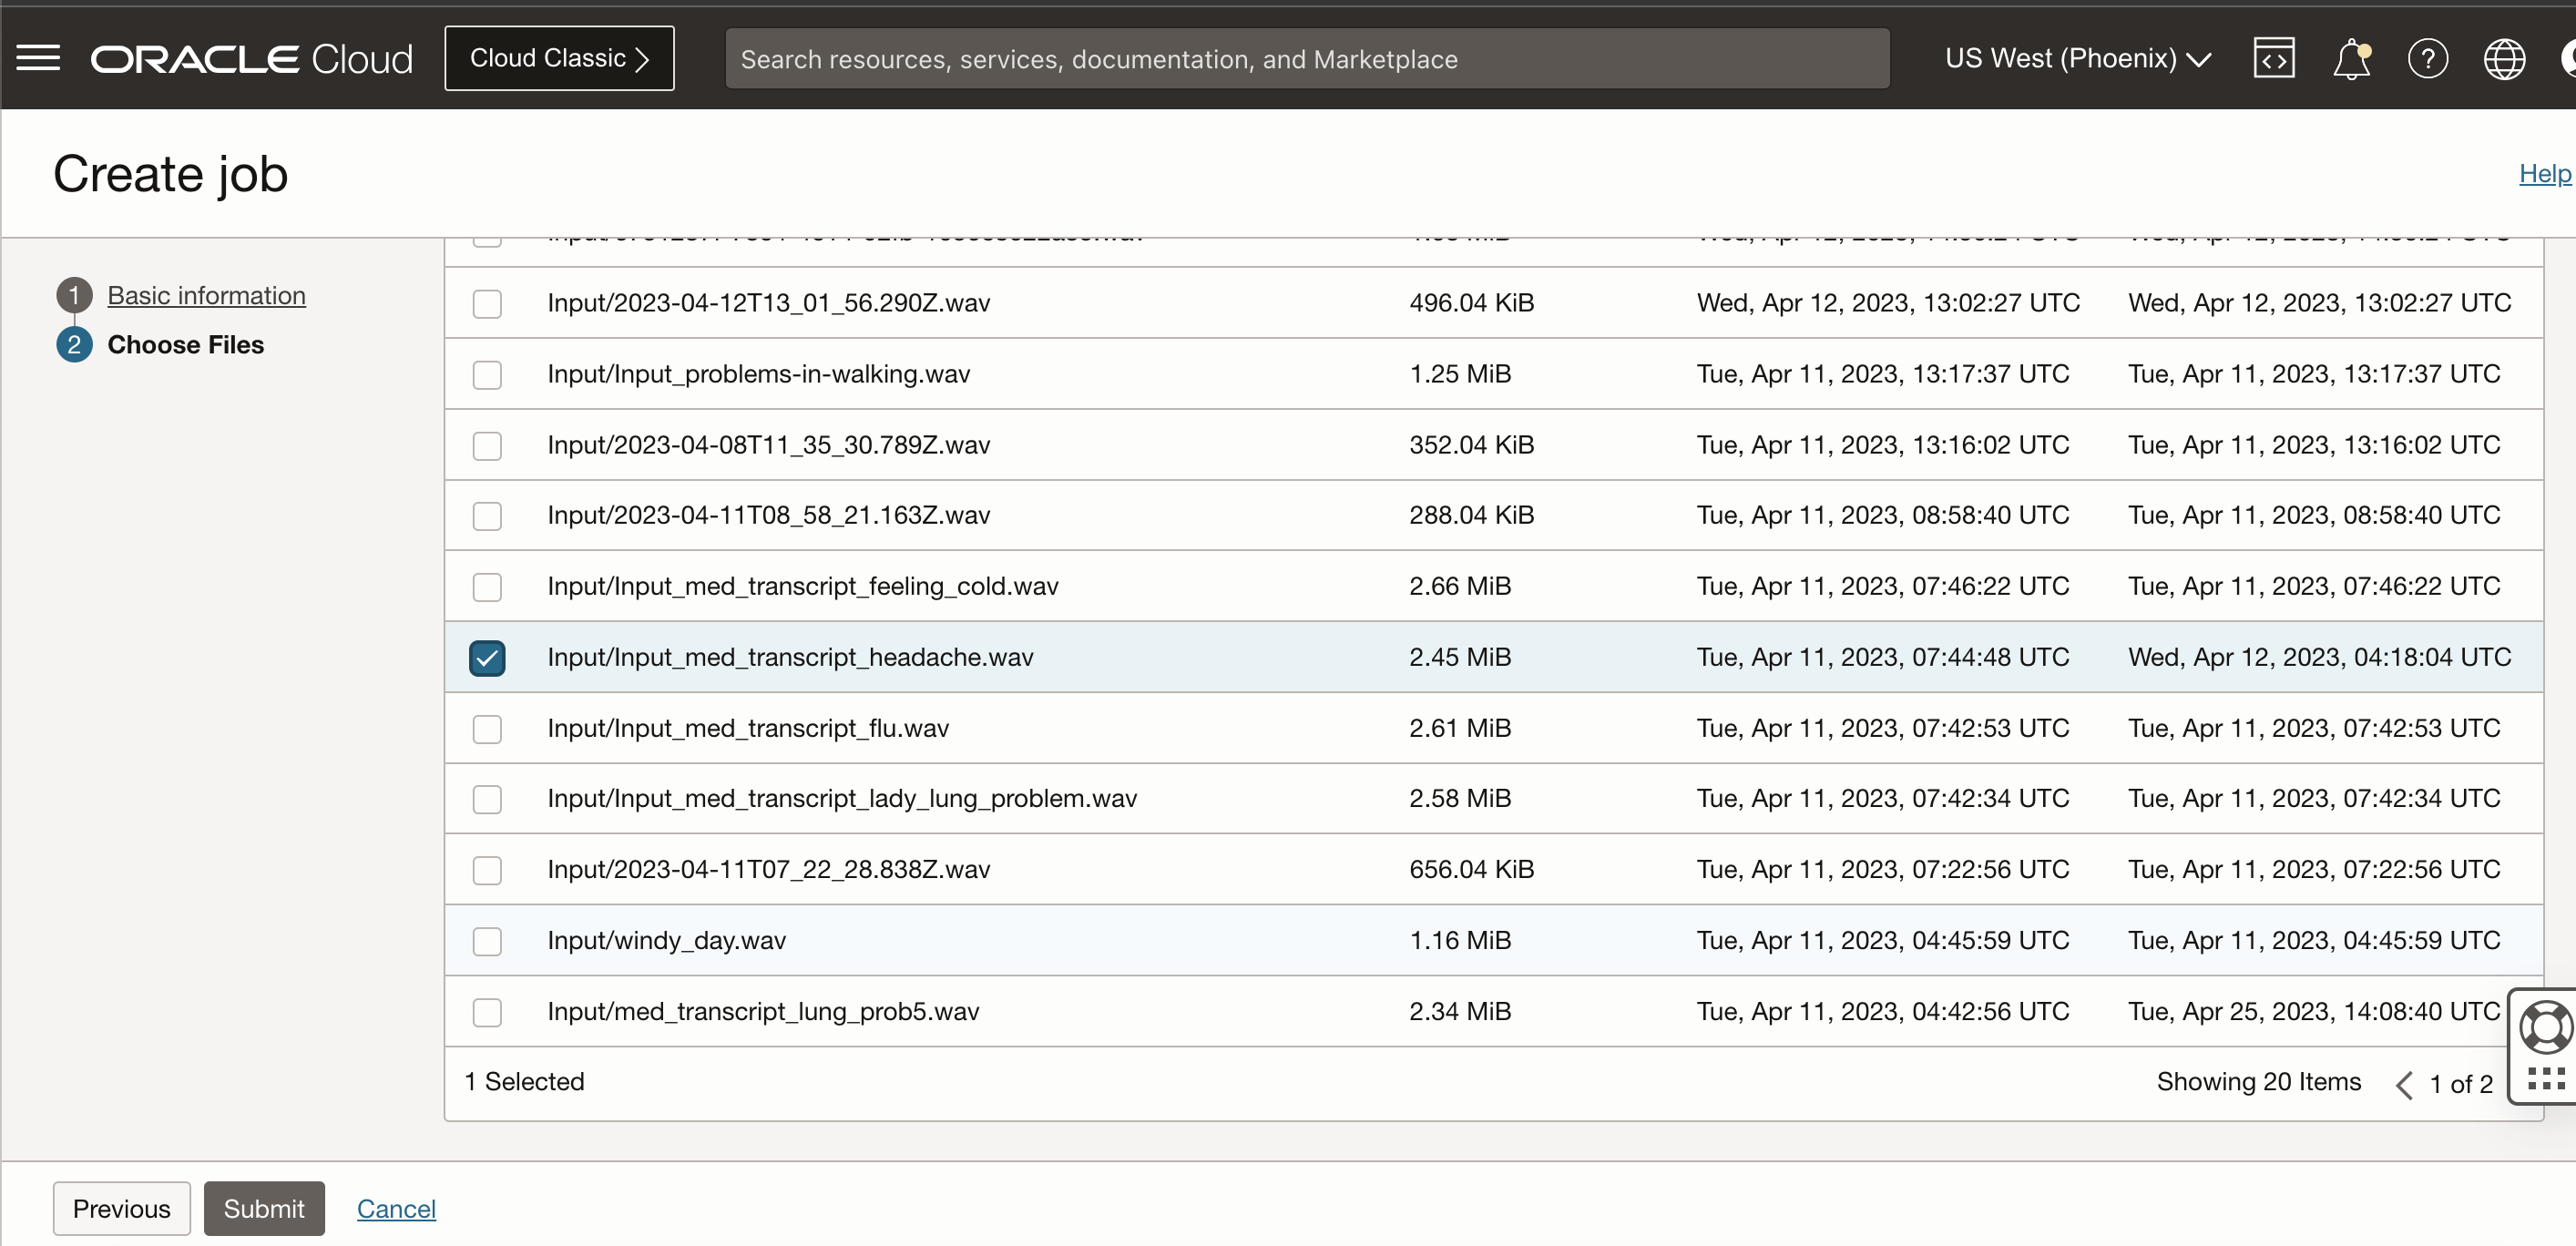 ORACLE Cloud
Cloud Classic
Search resources, services, documentation, and Marketplace
US West (Phoenix)
Create job
Help
1 Basic information
2 Choose Files
Input/2023-04-12T13_01_56.290Z.wav 496.04 KiB Wed, Apr 12, 2023, 13:02:27 UTC Wed, Apr 12, 2023, 13:02:27 UTC
Input/Input_problems-in-walking.wav 1.25 MiB Tue, Apr 11, 2023, 13:17:37 UTC Tue, Apr 11, 2023, 13:17:37 UTC
Input/2023-04-08T11_35_30.789Z.wav 352.04 KiB Tue, Apr 11, 2023, 13:16:02 UTC Tue, Apr 11, 2023, 13:16:02 UTC
Input/2023-04-11T08_58_21.163Z.wav 288.04 KiB Tue, Apr 11, 2023, 08:58:40 UTC Tue, Apr 11, 2023, 08:58:40 UTC
Input/Input_med_transcript_feeling_cold.wav 2.66 MiB Tue, Apr 11, 2023, 07:46:22 UTC Tue, Apr 11, 2023, 07:46:22 UTC
Input/Input_med_transcript_headache.wav 2.45 MiB Tue, Apr 11, 2023, 07:44:48 UTC Wed, Apr 12, 2023, 04:18:04 UTC
Input/Input_med_transcript_flu.wav 2.61 MiB Tue, Apr 11, 2023, 07:42:53 UTC Tue, Apr 11, 2023, 07:42:53 UTC
Input/Input_med_transcript_lady_lung_problem.wav 2.58 MiB Tue, Apr 11, 2023, 07:42:34 UTC Tue, Apr 11, 2023, 07:42:34 UTC
Input/2023-04-11T07_22_28.838Z.wav 656.04 KiB Tue, Apr 11, 2023, 07:22:56 UTC Tue, Apr 11, 2023, 07:22:56 UTC
Input/windy_day.wav 1.16 MiB Tue, Apr 11, 2023, 04:45:59 UTC Tue, Apr 11, 2023, 04:45:59 UTC
Input/med_transcript_lung_prob5.wav 2.34 MiB Tue, Apr 11, 2023, 04:42:56 UTC Tue, Apr 25, 2023, 14:08:40 UTC
1 Selected
Showing 20 Items 1 of 2
Previous Submit Cancel